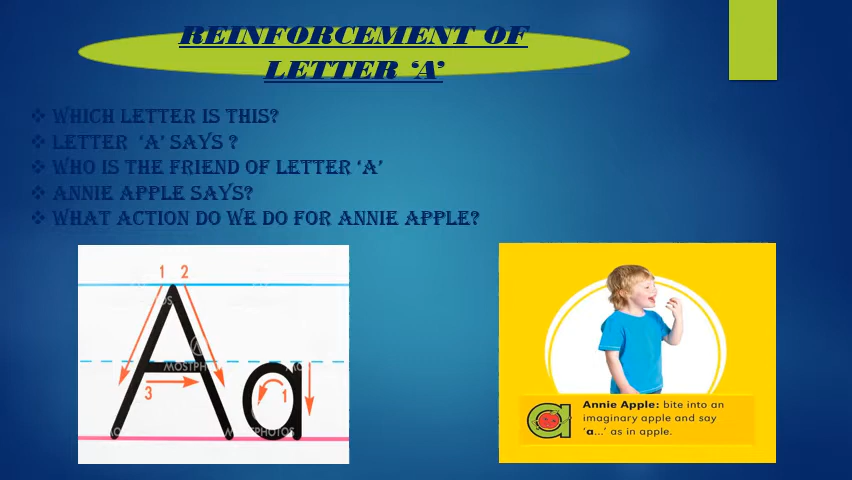 REINFORCEMENT OF
LETTER ‘A’
❖ WHICH LETTER IS THIS?
❖ LETTER ‘A’ SAYS ?
❖ WHO IS THE FRIEND OF LETTER ‘A’
❖ ANNIE APPLE SAYS?
❖ WHAT ACTION DO WE DO FOR ANNIE APPLE?
1 2
3
Aa
1
MOSTPHOTOS
MOSTPHOTOS
a
Annie Apple: bite into an
imaginary apple and say
‘a...’ as in apple.